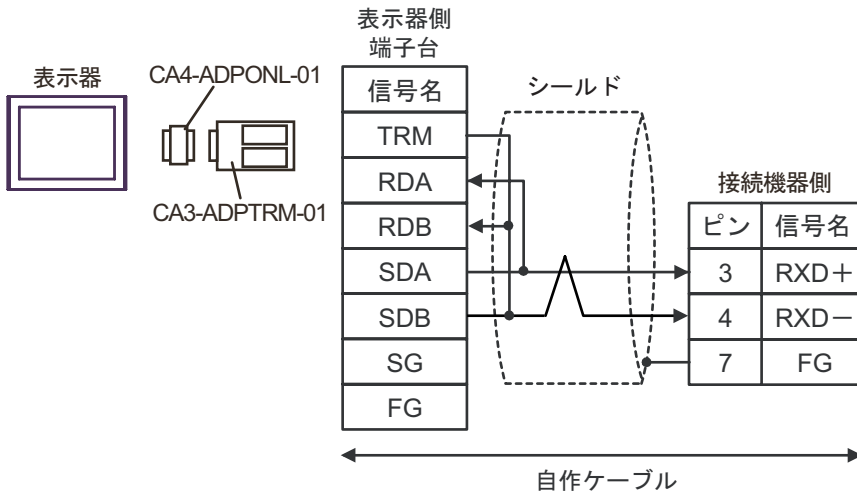 表示器側
端子台
表示器
CA4-ADPONL-01
CA3-ADPTRM-01
信号名
TRM
RDA
RDB
SDA
SDB
SG
FG
シールド
接続機器側
ピン 信号名
3 RXD＋
4 RXD－
7 FG
自作ケーブル